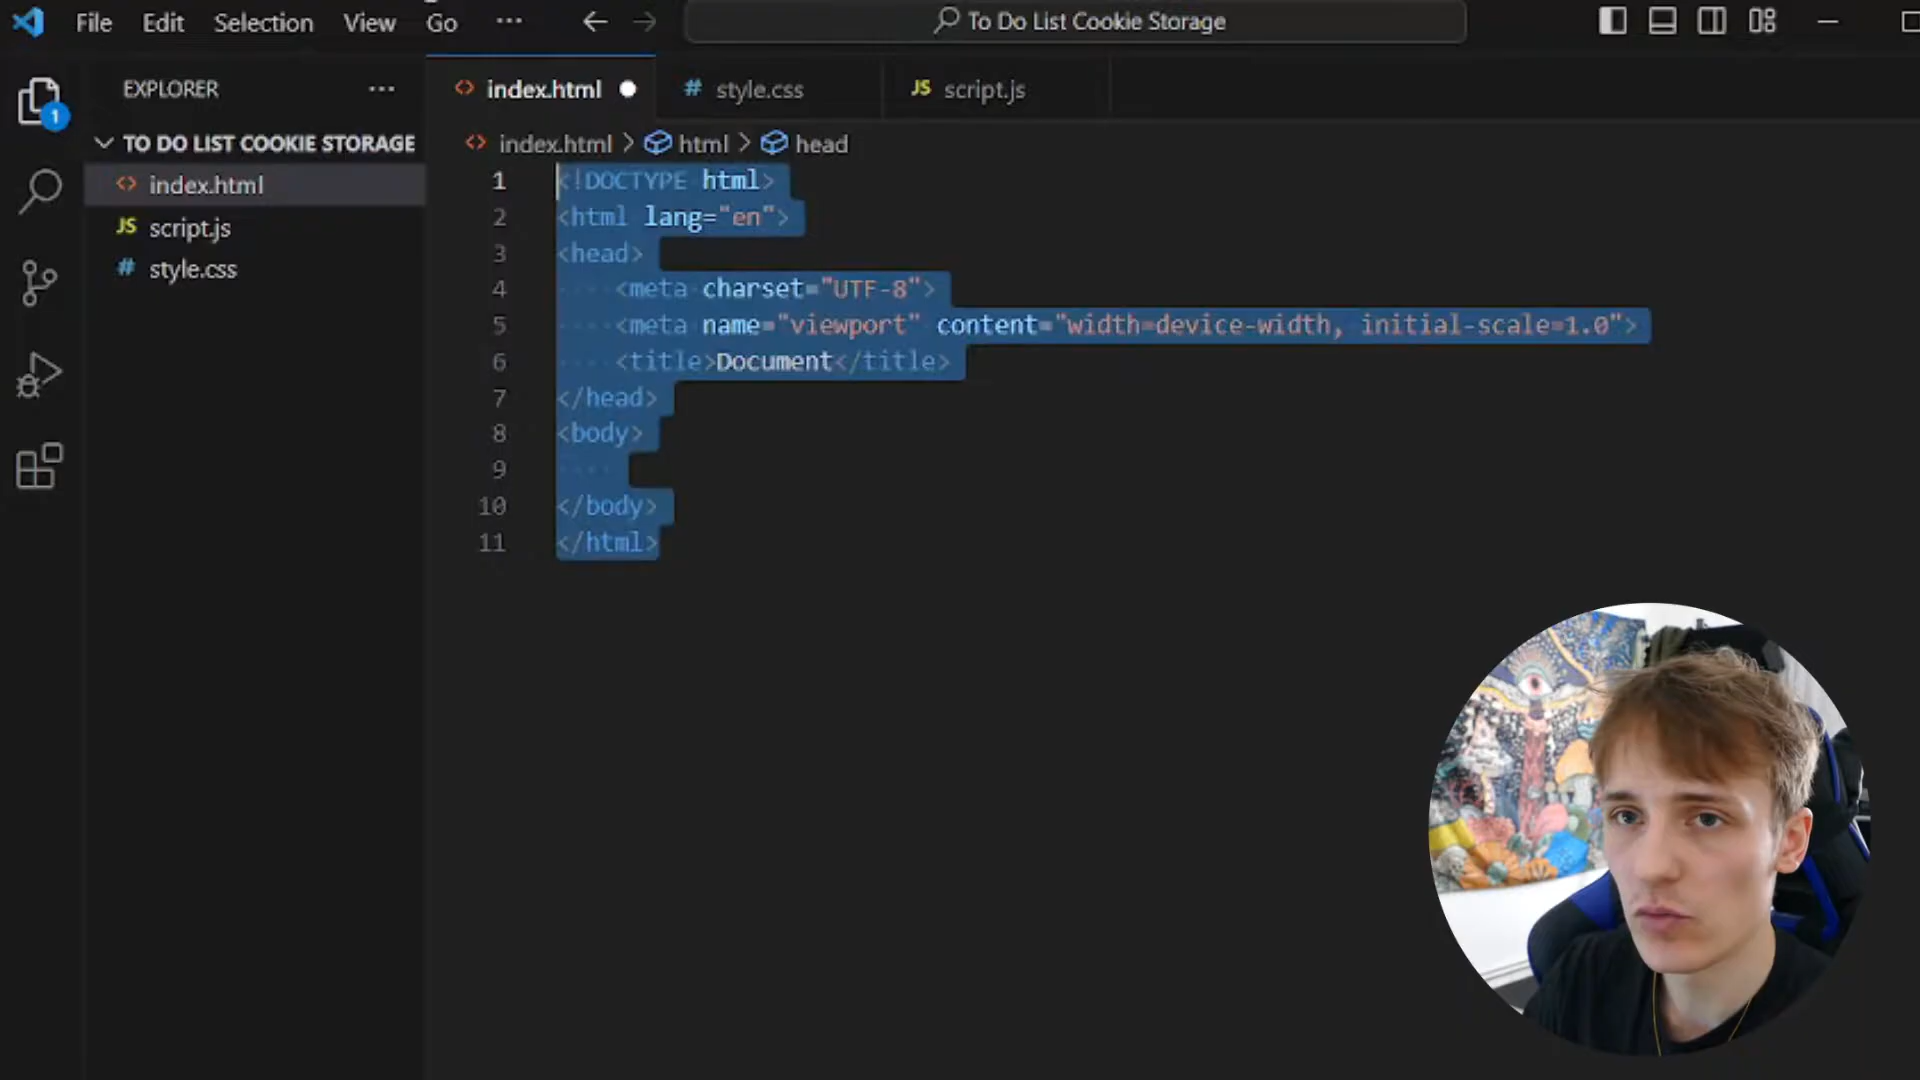 File Edit Selection View Go ··· To Do List Cookie Storage
EXPLORER ···
1
TO DO LIST COOKIE STORAGE
index.html
JS script.js
# style.css
index.html # style.css JS script.js
index.html > html > head
1 <!DOCTYPE html>
2 <html lang="en">
3 <head>
4 <meta charset="UTF-8">
5 <meta name="viewport" content="width=device-width, initial-scale=1.0">
6 <title>Document</title>
7 </head>
8 <body>
9
10 </body>
11 </html>